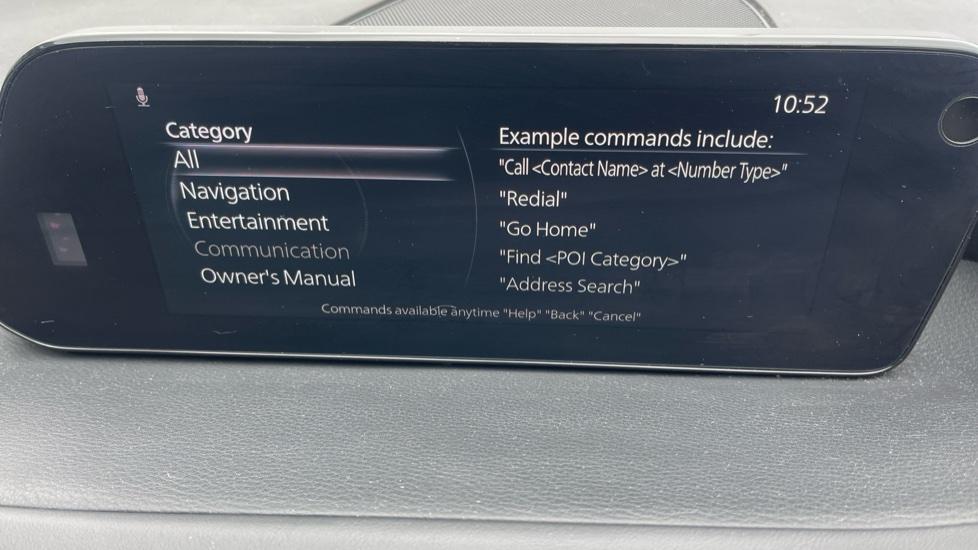 10:52
Category
All
Navigation
Entertainment
Communication
Owner's Manual
Example commands include:
"Call <Contact Name> at <Number Type>"
"Redial"
"Go Home"
"Find <POI Category>"
"Address Search"
Commands available anytime "Help" "Back" "Cancel"